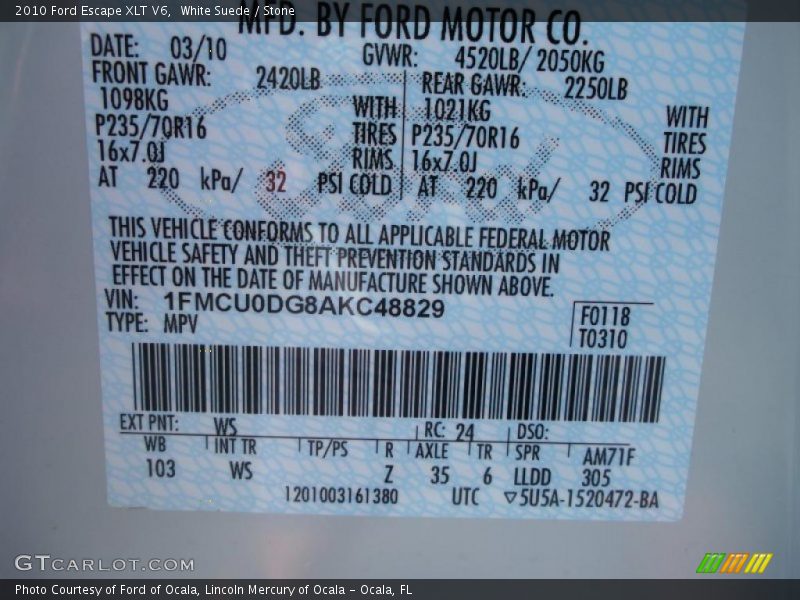 2010 Ford Escape XLT V6, White Suede / Stone
MFD. BY FORD MOTOR CO.
DATE: 03/10 GVWR: 4520LB/ 2050KG
FRONT GAWR: 2420LB REAR GAWR: 2250LB
1098KG WITH 1021KG WITH
P235/70R16 TIRES P235/70R16 TIRES
16x7.0J RIMS 16x7.0J RIMS
AT 220 kPa/ 32 PSI COLD AT 220 kPa/ 32 PSI COLD
THIS VEHICLE CONFORMS TO ALL APPLICABLE FEDERAL MOTOR
VEHICLE SAFETY AND THEFT PREVENTION STANDARDS IN
EFFECT ON THE DATE OF MANUFACTURE SHOWN ABOVE.
VIN: 1FMCU0DG8AKC48829
TYPE: MPV
F0118
T0310
EXT PNT: WS RC: 24 DSO:
WB INT TR TP/PS R AXLE TR SPR AM71F
103 WS Z 35 6 LLDD 305
1201003161380 UTC ▽5U5A-1520472-BA
GTCARLOT.COM
Photo Courtesy of Ford of Ocala, Lincoln Mercury of Ocala – Ocala, FL